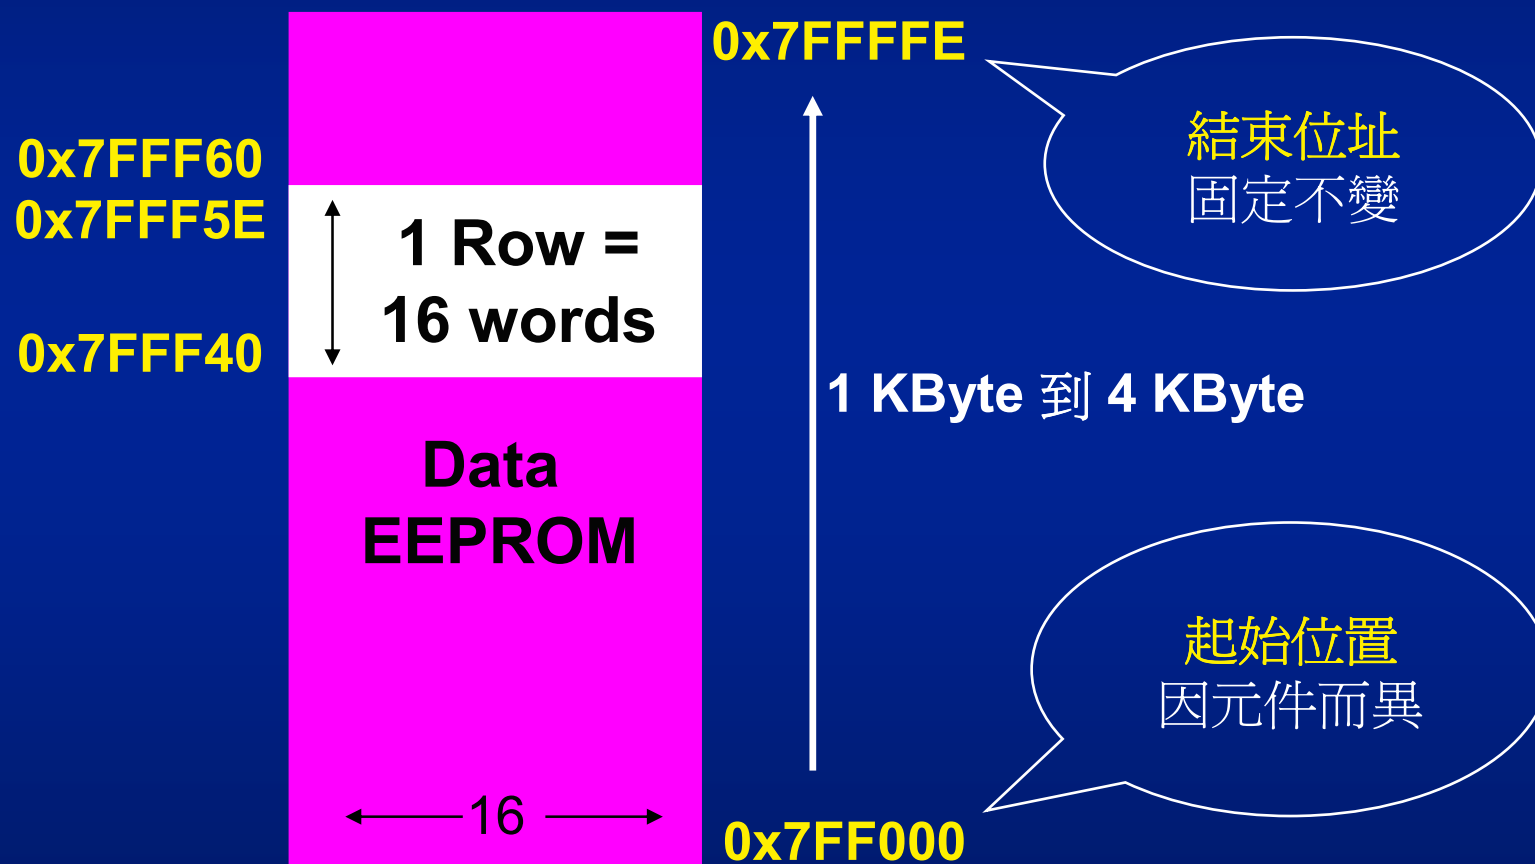 0x7FFFFE
結束位址
固定不變
0x7FFF60
0x7FFF5E
0x7FFF40
1 Row =
16 words
1 KByte 到 4 KByte
Data
EEPROM
起始位置
因元件而異
16
0x7FF000